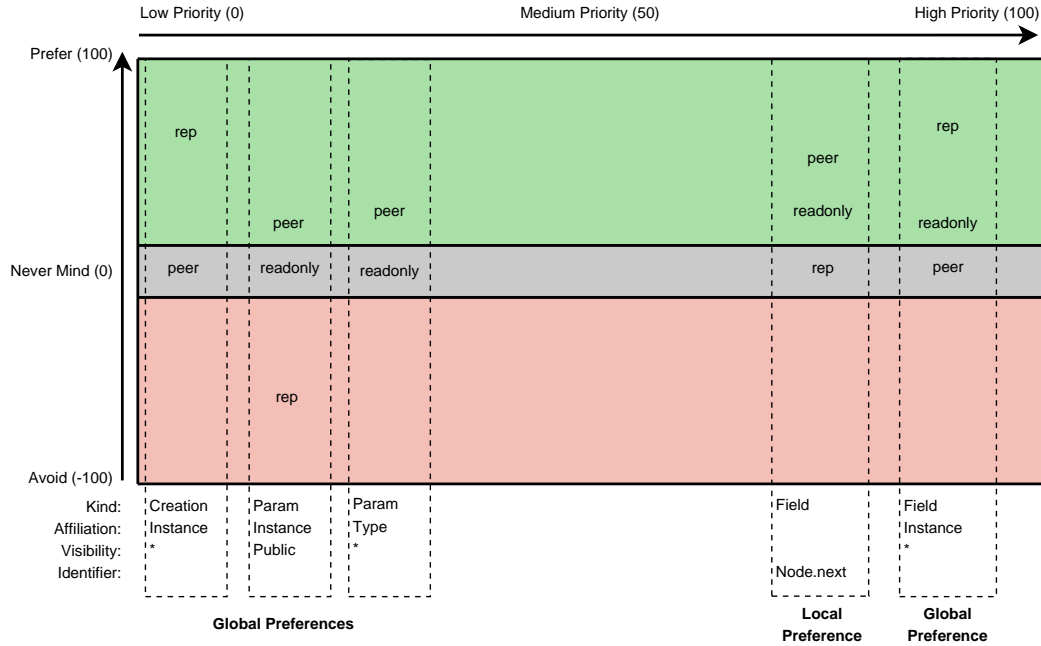 Low Priority (0) Medium Priority (50) High Priority (100)
Prefer (100)
rep rep
peer
peer readonly
peer readonly
Never Mind (0) peer readonly readonly rep peer
rep
Avoid (-100)
Kind: Creation Param Param Field Field
Affiliation: Instance Instance Type Instance
Visibility: * Public * *
Identifier: Node.next
Global Preferences Local Preference Global Preference